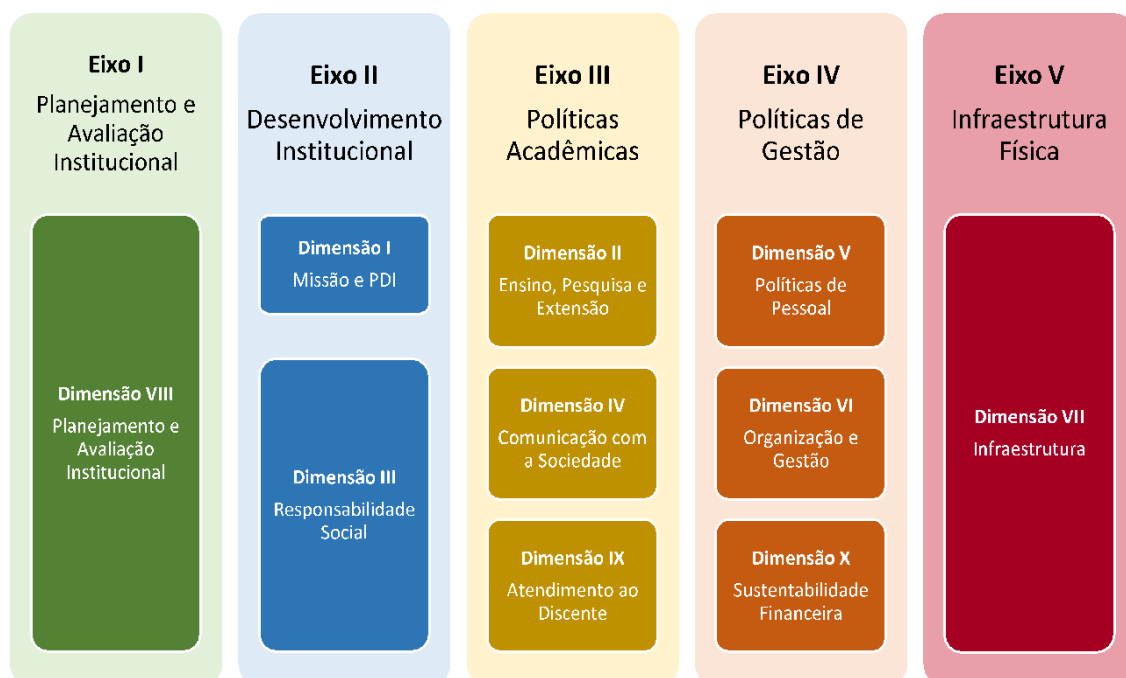 Eixo I
Planejamento e
Avaliação
Institucional
Dimensão VIII
Planejamento e
Avaliação
Institucional
Eixo II
Desenvolvimento
Institucional
Dimensão I
Missão e PDI
Dimensão III
Responsabilidade
Social
Eixo III
Políticas
Acadêmicas
Dimensão II
Ensino, Pesquisa e
Extensão
Dimensão IV
Comunicação com
a Sociedade
Dimensão IX
Atendimento ao
Discente
Eixo IV
Políticas de
Gestão
Dimensão V
Políticas de
Pessoal
Dimensão VI
Organização e
Gestão
Dimensão X
Sustentabilidade
Financeira
Eixo V
Infraestrutura
Física
Dimensão VII
Infraestrutura